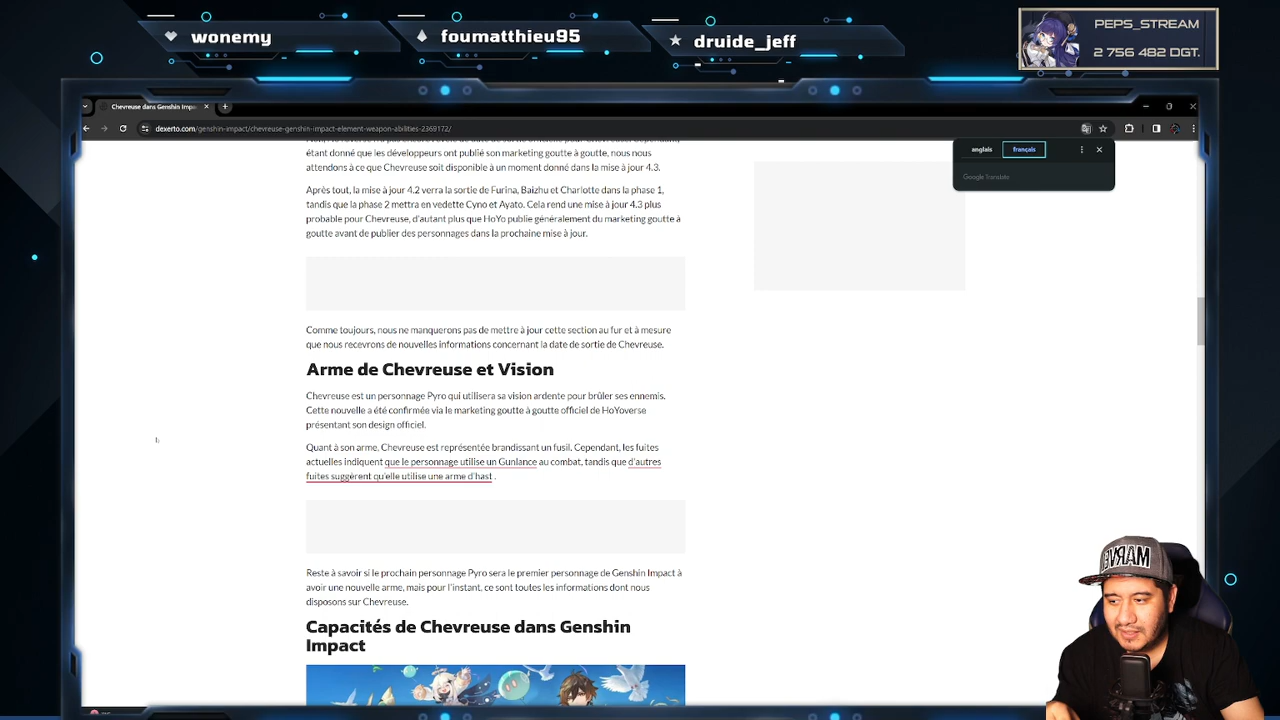 wonemy
foumatthieu95
druide_jeff
PEPS_STREAM
2 756 482 DGT.
Chevreuse dans Genshin Impa
dexerto.com/genshin-impact/chevreuse-genshin-impact-element-weapon-abilities-2369172/
anglais
français
Google Translate
étant donné que les développeurs ont publié son marketing goutte à goutte, nous nous
attendons à ce que Chevreuse soit disponible à un moment donné dans la mise à jour 4.3.
Après tout, la mise à jour 4.2 verra la sortie de Furina, Baizhu et Charlotte dans la phase 1,
tandis que la phase 2 mettra en vedette Cyno et Ayato. Cela rend une mise à jour 4.3 plus
probable pour Chevreuse, d'autant plus que HoYo publie généralement du marketing goutte à
goutte avant de publier des personnages dans la prochaine mise à jour.
Comme toujours, nous ne manquerons pas de mettre à jour cette section au fur et à mesure
que nous recevrons de nouvelles informations concernant la date de sortie de Chevreuse.
Arme de Chevreuse et Vision
Chevreuse est un personnage Pyro qui utilisera sa vision ardente pour brûler ses ennemis.
Cette nouvelle a été confirmée via le marketing goutte à goutte officiel de HoYoverse
présentant son design officiel.
Quant à son arme, Chevreuse est représentée brandissant un fusil. Cependant, les fuites
actuelles indiquent que le personnage utilise un Gunlance au combat, tandis que d'autres
fuites suggèrent qu'elle utilise une arme d'hast .
Reste à savoir si le prochain personnage Pyro sera le premier personnage de Genshin Impact à
avoir une nouvelle arme, mais pour l'instant, ce sont toutes les informations dont nous
disposons sur Chevreuse.
Capacités de Chevreuse dans Genshin
Impact
MARVEL